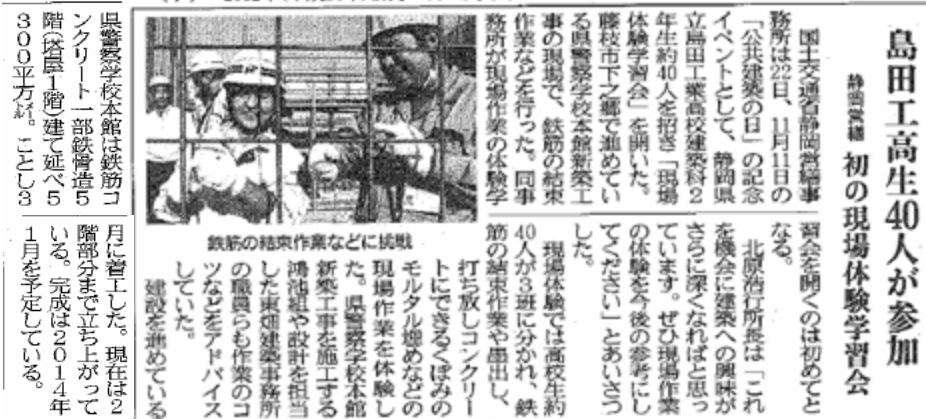 島田工高生40人が参加
静岡営繕 初の現場体験学習会
国土交通省静岡営繕事
務所は22日、11月11日の
「公共建築の日」の記念
イベントとして、静岡県
立島田工業高校建築科2
年生約40人を招き「現場
体験学習会」を開いた。
藤枝市下之郷で進めてい
る県警察学校本館新築工
事の現場で、鉄筋の結束
作業などを行った。同事
務所が現場作業の体験学
習会を開くのは初めてと
なる。
北原浩行所長は「これ
を機会に建築への興味が
さらに深くなればと思っ
ています。ぜひ現場作業
の体験を今後の参考にし
てください」とあいさつ
した。
現場体験では高校生約
40人が3班に分かれ、鉄
筋の結束作業や墨出し、
打ち放しコンクリー
トにできるくぼみの
モルタル埋めなどの
現場作業を体験し
た。県警察学校本館
新築工事を施工する
鴻池組や設計を担当
した東畑建築事務所
の職員らも作業のコ
ツなどをアドバイス
していた。
建設を進めている
県警察学校本館は鉄筋コ
ンクリート一部鉄骨造5
階(塔屋1階)建て延べ5
300平方㍍。ことし3
月に着工した。現在は2
階部分まで立ち上がって
いる。完成は2014年
1月を予定している。
鉄筋の結束作業などに挑戦